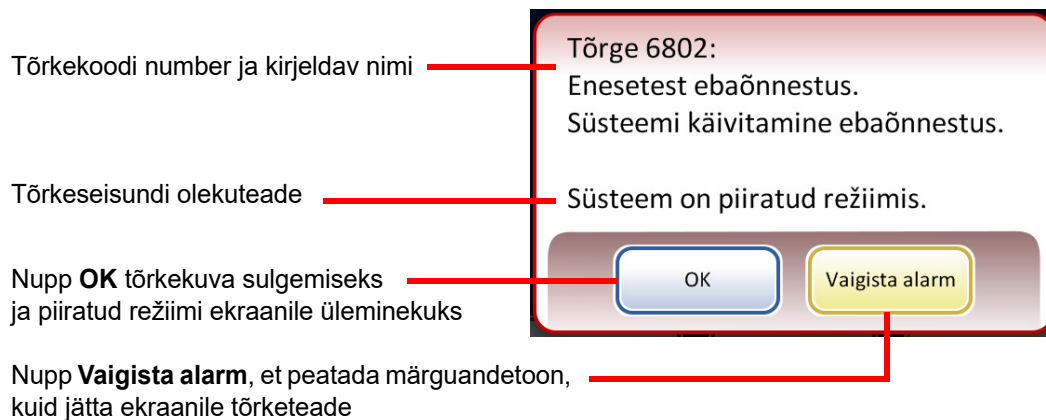 Tõrkekoodi number ja kirjeldav nimi
Tõrge 6802:
Enesetest ebaõnnestus.
Süsteemi käivitamine ebaõnnestus.
Tõrkeseisundi olekuteade
Süsteem on piiratud režiimis.
Nupp OK tõrkekuva sulgemiseks
ja piiratud režiimi ekraanile üleminekuks
OK
Vaigista alarm
Nupp Vaigista alarm, et peatada märguandetoon,
kuid jätta ekraanile tõrketeade